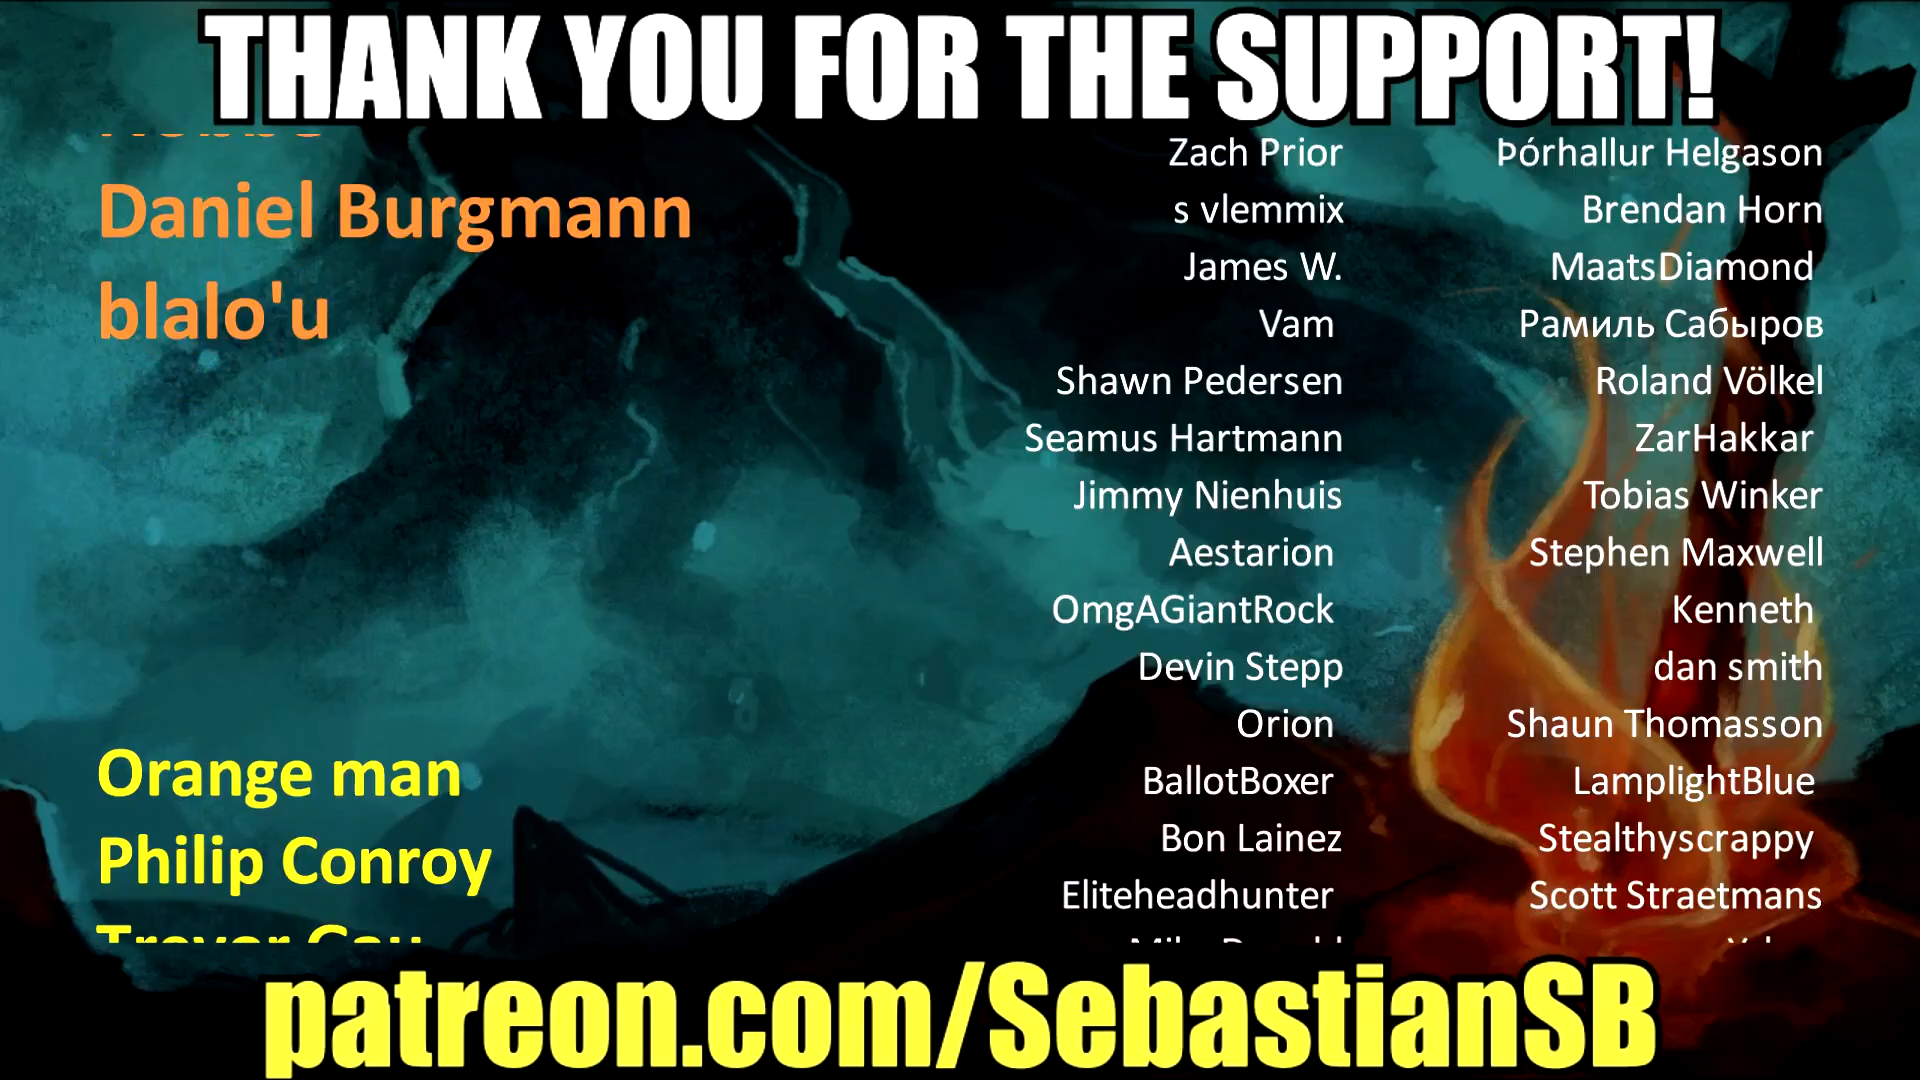 THANK YOU FOR THE SUPPORT!
Daniel Burgmann
blalo'u
Orange man
Philip Conroy
Zach Prior
s vlemmix
James W.
Vam
Shawn Pedersen
Seamus Hartmann
Jimmy Nienhuis
Aestarion
OmgAGiantRock
Devin Stepp
Orion
BallotBoxer
Bon Lainez
Eliteheadhunter
Þórhallur Helgason
Brendan Horn
MaatsDiamond
Рамиль Сабыров
Roland Völkel
ZarHakkar
Tobias Winker
Stephen Maxwell
Kenneth
dan smith
Shaun Thomasson
LamplightBlue
Stealthyscrappy
Scott Straetmans
patreon.com/SebastianSB